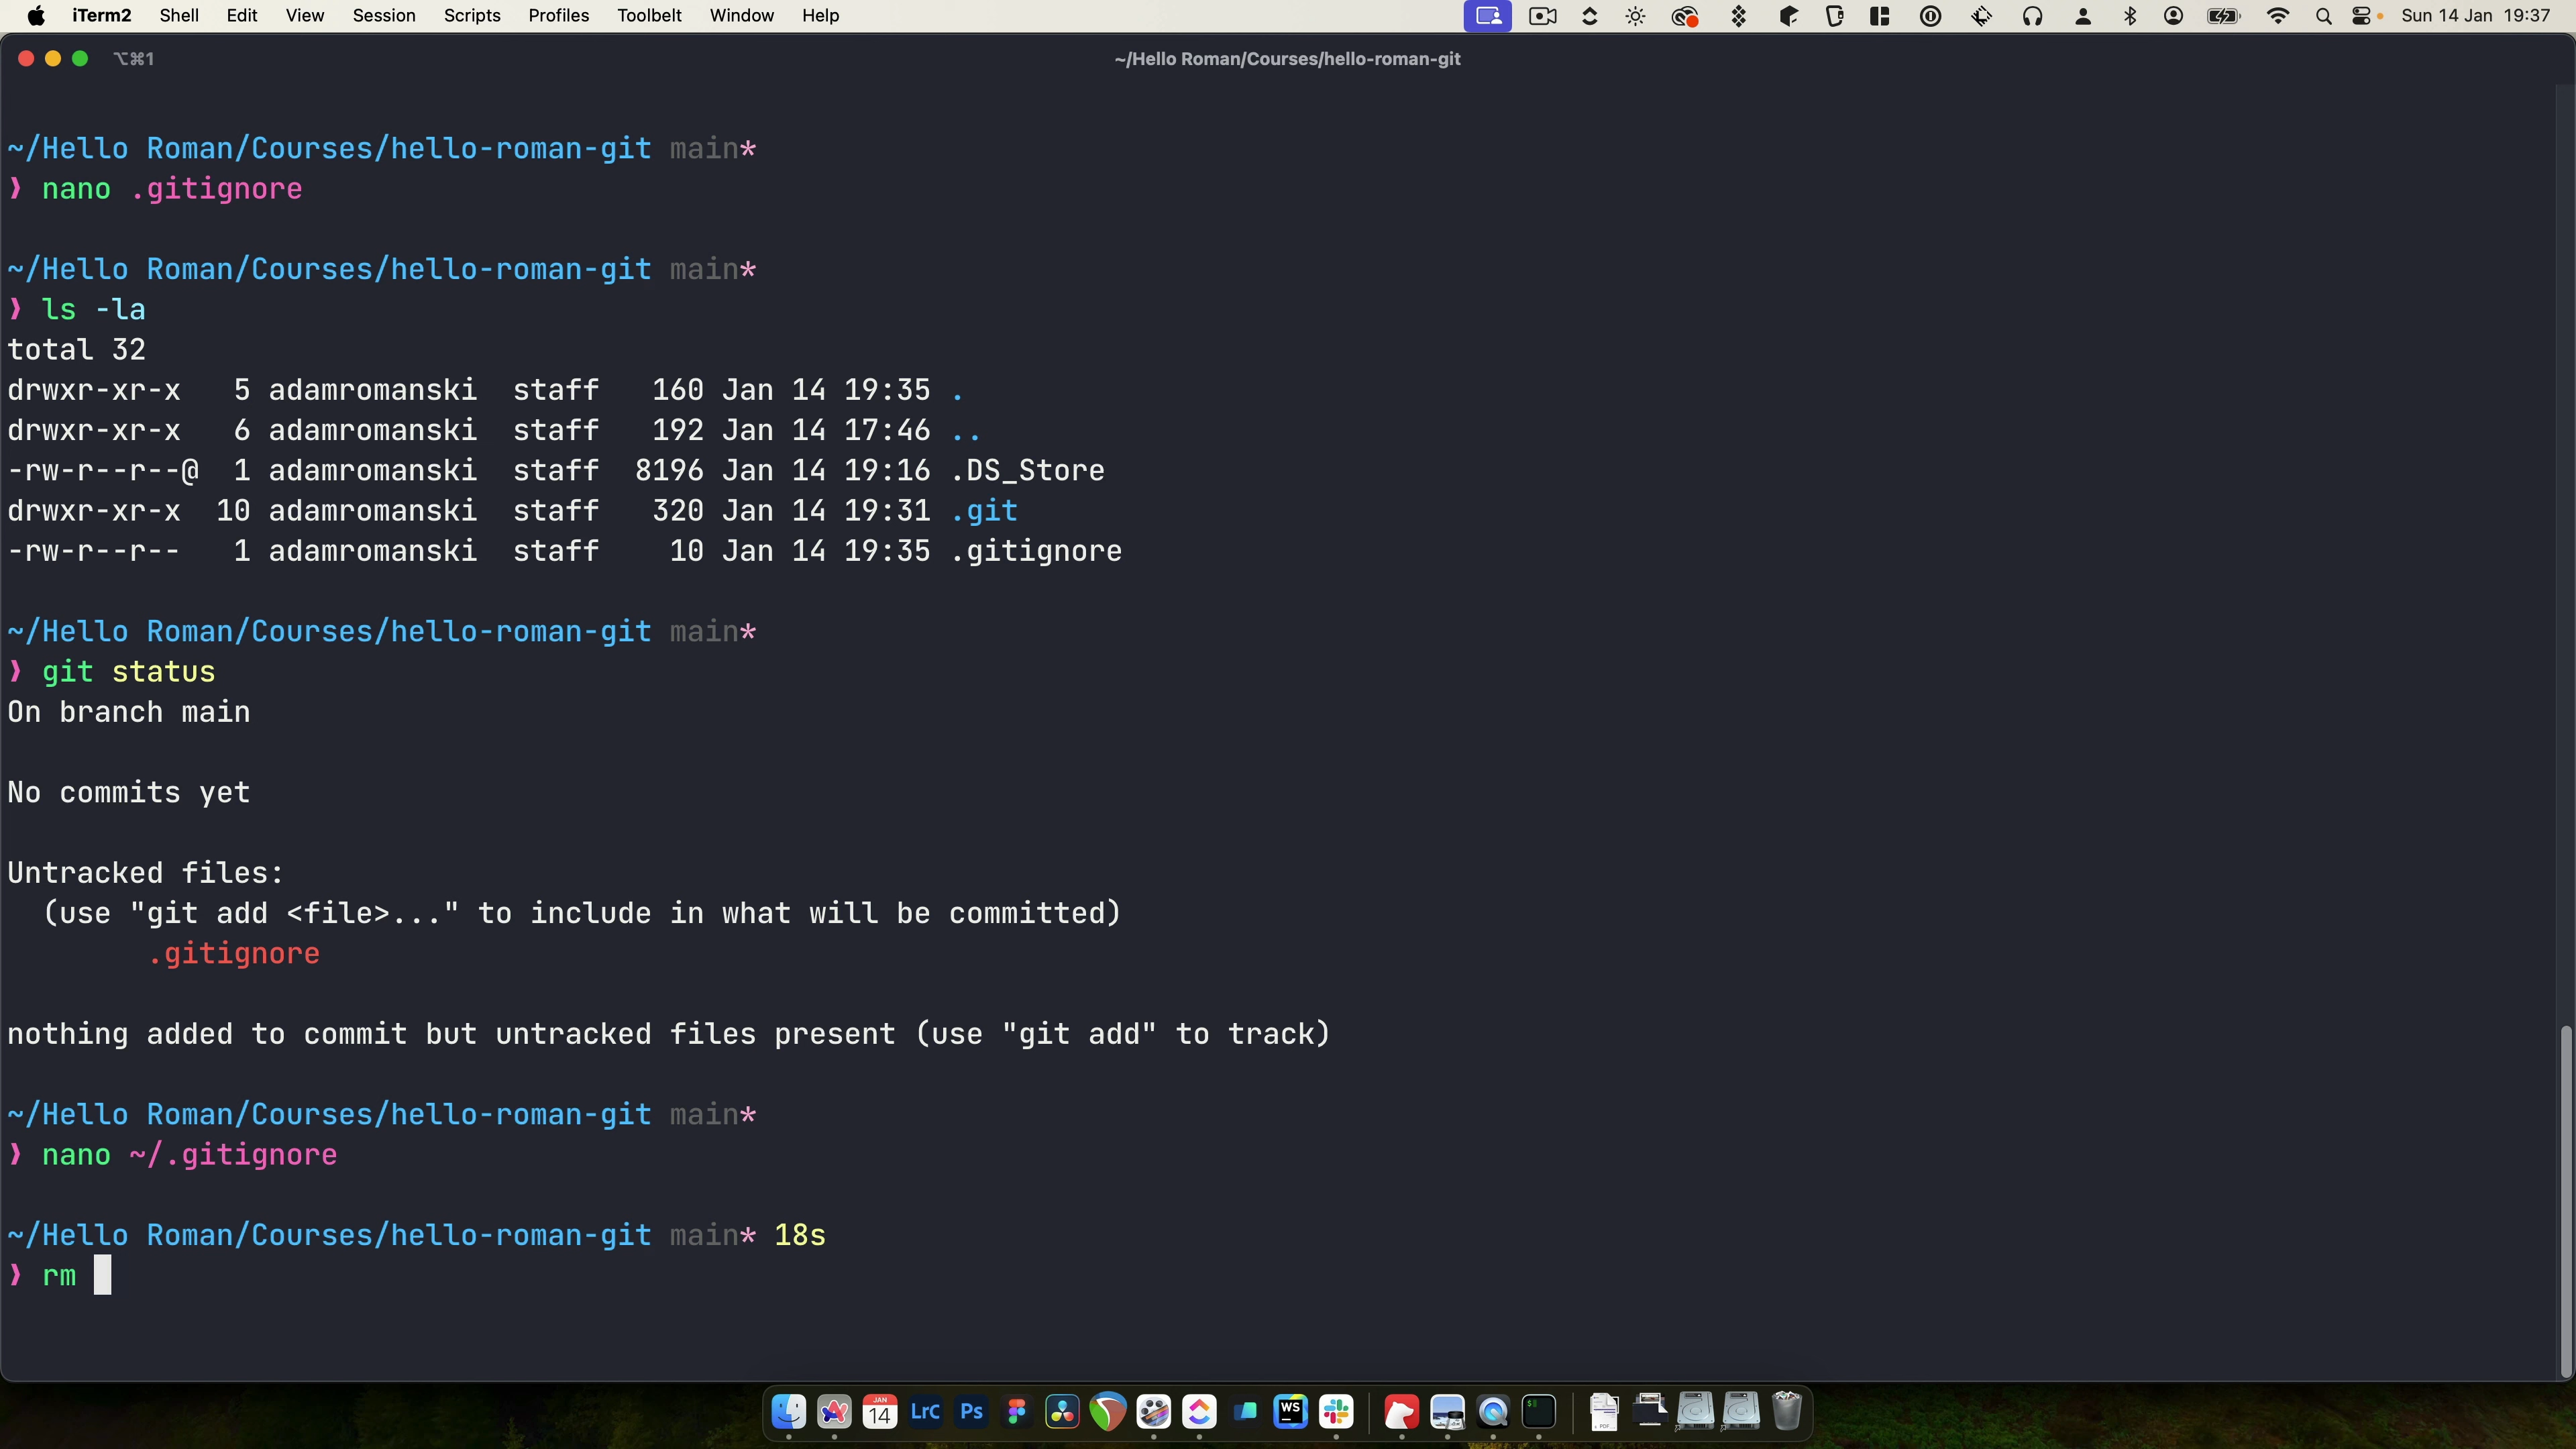 iTerm2 Shell Edit View Session Scripts Profiles Toolbelt Window Help Sun 14 Jan 19:37
⌥⌘1 ~/Hello Roman/Courses/hello-roman-git
~/Hello Roman/Courses/hello-roman-git main*
❯ nano .gitignore
~/Hello Roman/Courses/hello-roman-git main*
❯ ls -la
total 32
drwxr-xr-x 5 adamromanski staff 160 Jan 14 19:35 .
drwxr-xr-x 6 adamromanski staff 192 Jan 14 17:46 ..
-rw-r--r--@ 1 adamromanski staff 8196 Jan 14 19:16 .DS_Store
drwxr-xr-x 10 adamromanski staff 320 Jan 14 19:31 .git
-rw-r--r-- 1 adamromanski staff 10 Jan 14 19:35 .gitignore
~/Hello Roman/Courses/hello-roman-git main*
❯ git status
On branch main
No commits yet
Untracked files:
(use "git add <file>..." to include in what will be committed)
.gitignore
nothing added to commit but untracked files present (use "git add" to track)
~/Hello Roman/Courses/hello-roman-git main*
❯ nano ~/.gitignore
~/Hello Roman/Courses/hello-roman-git main* 18s
❯ rm
JAN
14 LrC Ps WS $ PDF